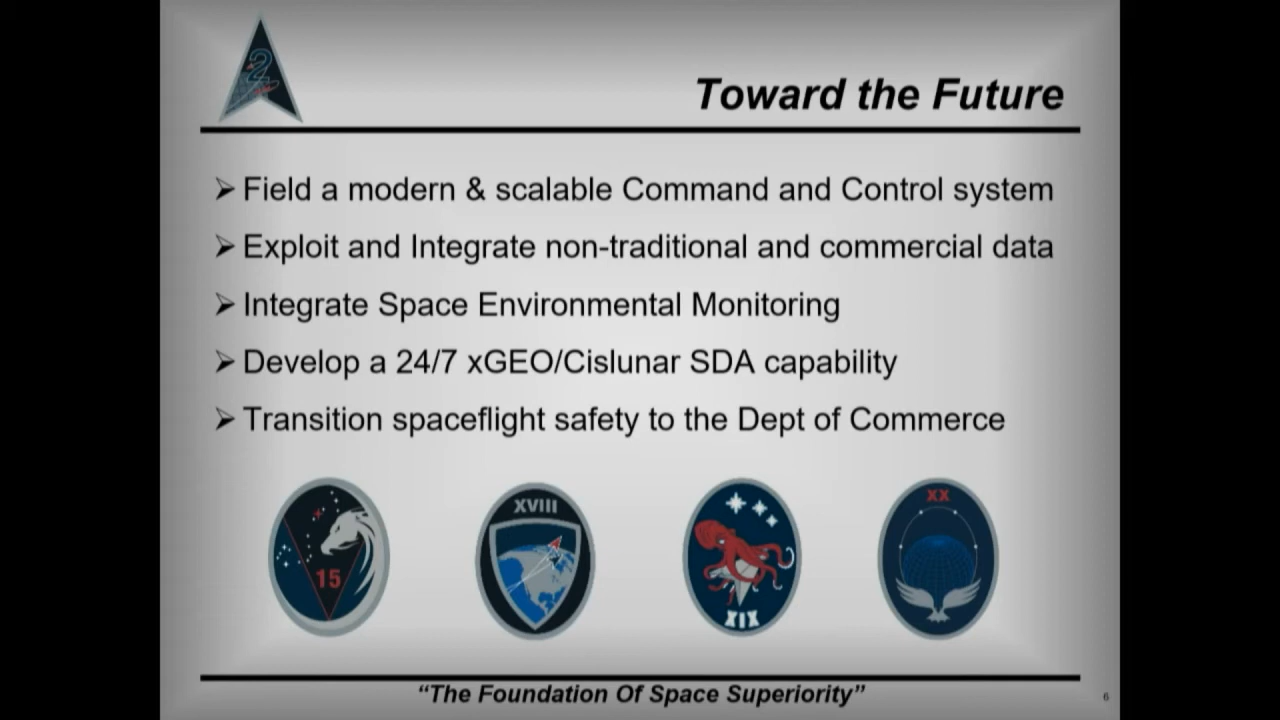 2
Toward the Future
➢ Field a modern & scalable Command and Control system
➢ Exploit and Integrate non-traditional and commercial data
➢ Integrate Space Environmental Monitoring
➢ Develop a 24/7 xGEO/Cislunar SDA capability
➢ Transition spaceflight safety to the Dept of Commerce
15
XVIII
XIX
XX
“The Foundation Of Space Superiority”
6